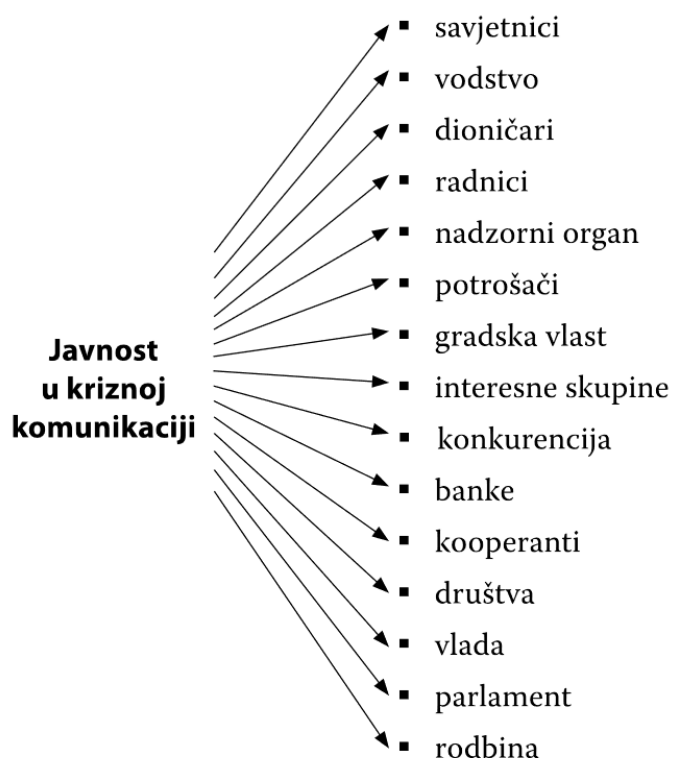 Javnost
u kriznoj
komunikaciji
▪ savjetnici
▪ vodstvo
▪ dioničari
▪ radnici
▪ nadzorni organ
▪ potrošači
▪ gradska vlast
▪ interesne skupine
▪ konkurencija
▪ banke
▪ kooperanti
▪ društva
▪ vlada
▪ parlament
▪ rodbina